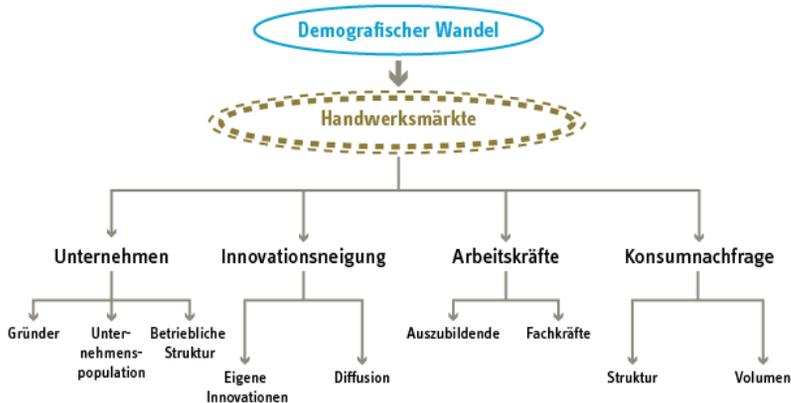 Demografischer Wandel
Handwerksmärkte
Unternehmen
Innovationsneigung
Arbeitskräfte
Konsumnachfrage
Gründer
Unter-
nehmens-
population
Betriebliche
Struktur
Eigene
Innovationen
Diffusion
Auszubildende
Fachkräfte
Struktur
Volumen